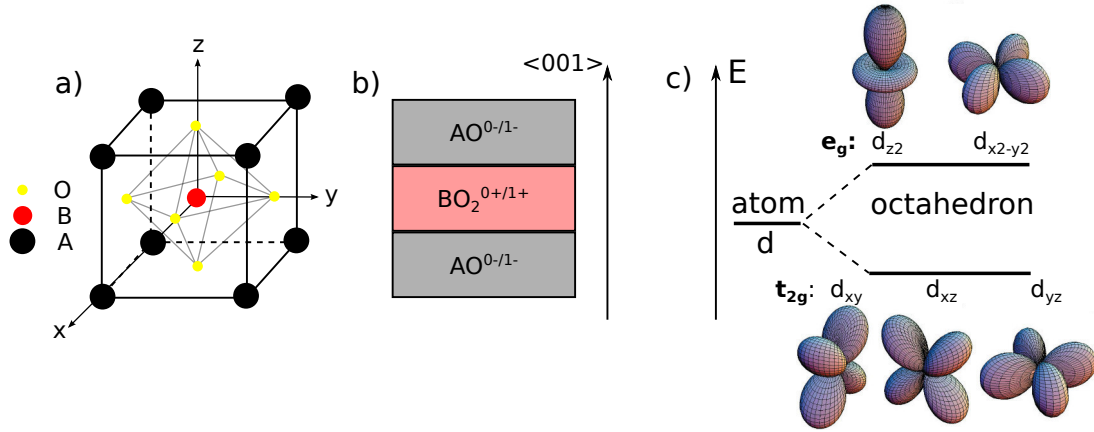 a)
z
y
x
O
B
A
b)
<001>
AO0-/1-
BO20+/1+
AO0-/1-
c)
E
eg: dz2 dx2-y2
atom
d
octahedron
t2g: dxy dxz dyz